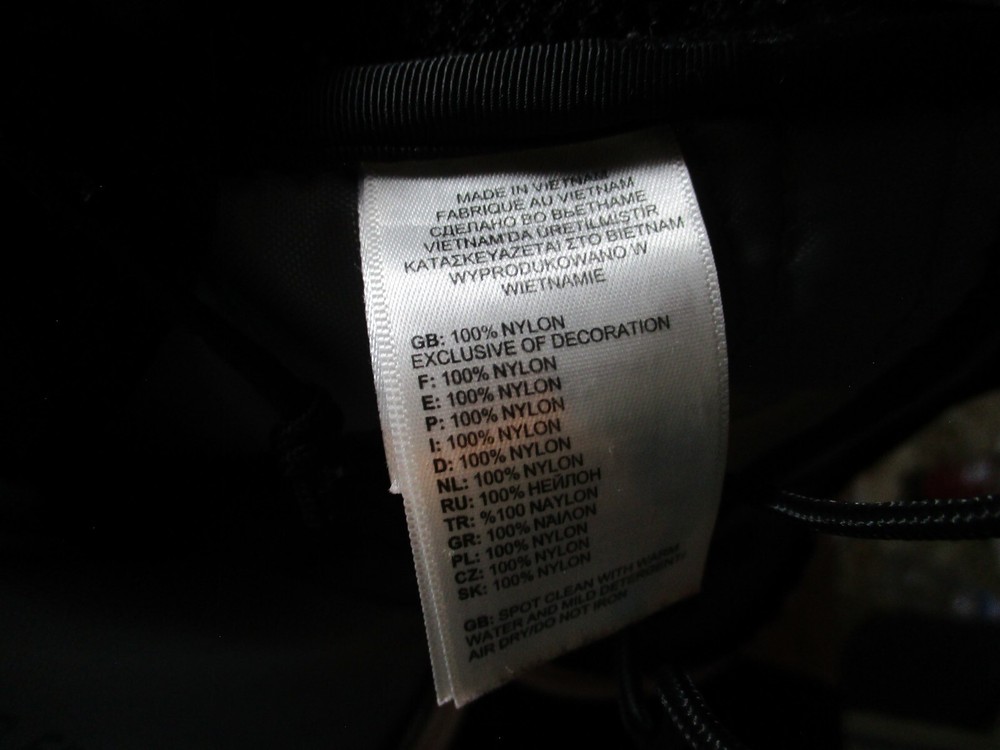 MADE IN VIETNAM
FABRIQUE AU VIETNAM
СДЕЛАНО ВО ВЬЕТНАМЕ
VIETNAM'DA ÜRETILMIŞTIR
ΚΑΤΑΣΚΕΥΑΖΕΤΑΙ ΣΤΟ ΒΙΕΤΝΑΜ
WYPRODUKOWANO W
WIETNAMIE
GB: 100% NYLON
EXCLUSIVE OF DECORATION
F: 100% NYLON
E: 100% NYLON
P: 100% NYLON
I: 100% NYLON
D: 100% NYLON
NL: 100% NYLON
RU: 100% НЕЙЛОН
TR: %100 NAYLON
GR: 100% ΝΑΪΛΟΝ
PL: 100% NYLON
CZ: 100% NYLON
SK: 100% NYLON
GB: SPOT CLEAN WITH WARM
WATER AND MILD DETERGENT/
AIR DRY/DO NOT IRON